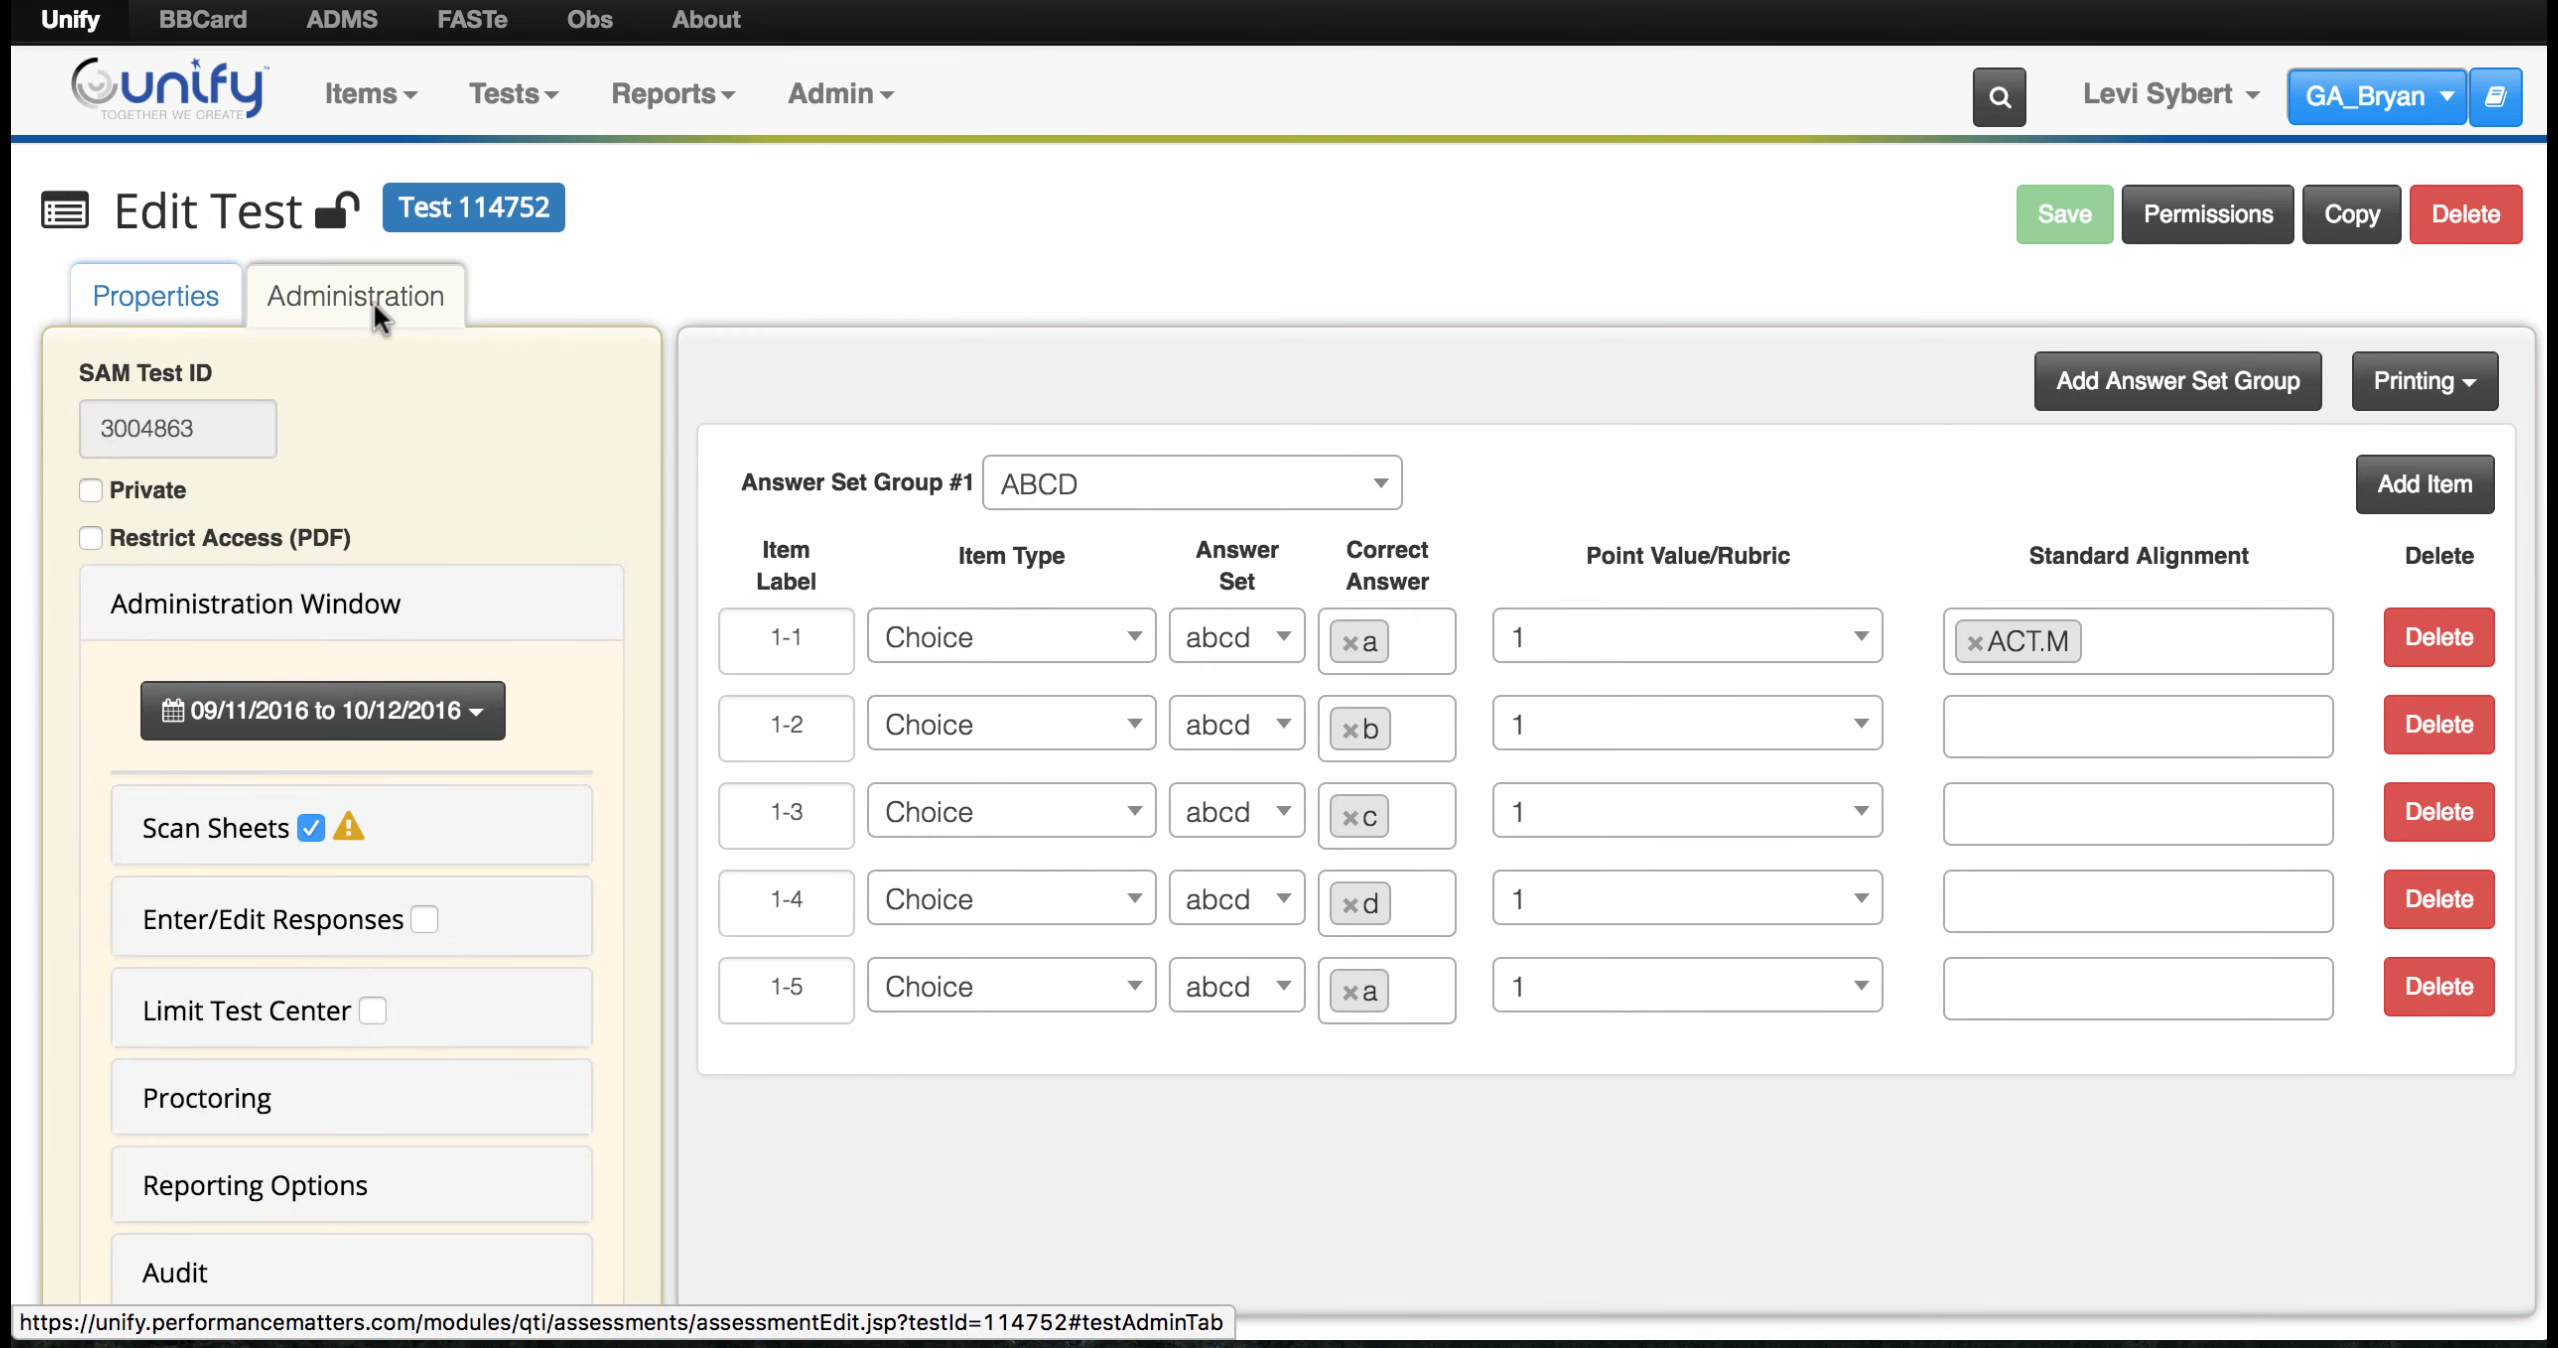 Unify BBCard ADMS FASTe Obs About
unify™ Items Tests Reports Admin Levi Sybert GA_Bryan
TOGETHER WE CREATE
Edit Test Test 114752 Save Permissions Copy Delete
Properties Administration
SAM Test ID
3004863
Private
Restrict Access (PDF)
Administration Window
09/11/2016 to 10/12/2016
Scan Sheets
Enter/Edit Responses
Limit Test Center
Proctoring
Reporting Options
Audit
Add Answer Set Group Printing
Answer Set Group #1 ABCD Add Item
Item Label Item Type Answer Set Correct Answer Point Value/Rubric Standard Alignment Delete
1-1 Choice abcd ×a 1 ×ACT.M Delete
1-2 Choice abcd ×b 1 Delete
1-3 Choice abcd ×c 1 Delete
1-4 Choice abcd ×d 1 Delete
1-5 Choice abcd ×a 1 Delete
https://unify.performancematters.com/modules/qti/assessments/assessmentEdit.jsp?testId=114752#testAdminTab